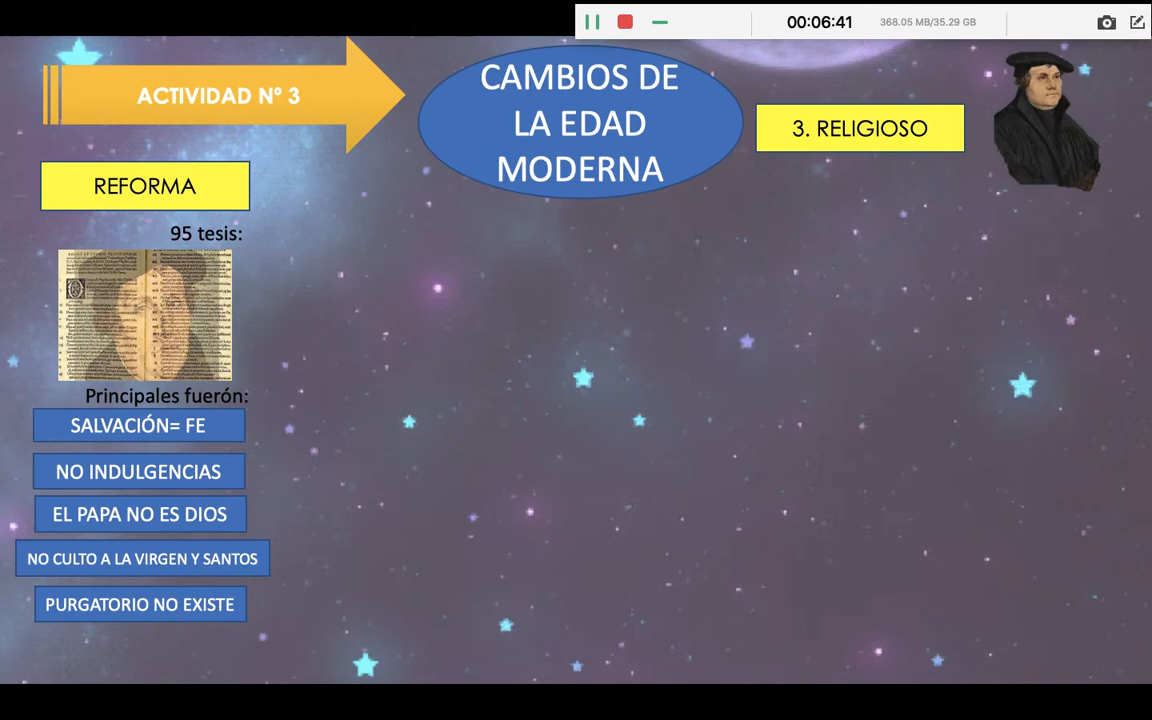 00:06:41
368.05 MB/35.29 GB
ACTIVIDAD Nº 3
CAMBIOS DE
LA EDAD
MODERNA
3. RELIGIOSO
REFORMA
95 tesis:
Principales fuerón:
SALVACIÓN= FE
NO INDULGENCIAS
EL PAPA NO ES DIOS
NO CULTO A LA VIRGEN Y SANTOS
PURGATORIO NO EXISTE